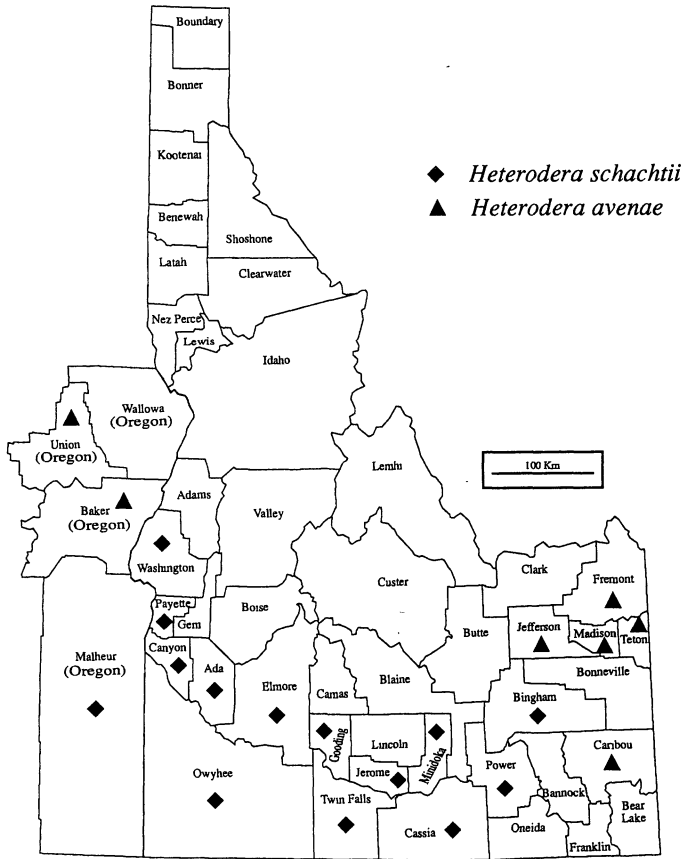 Boundary
Bonner
Kootenai
Heterodera schachtii
Heterodera avenae
Benewah
Shoshone
Latah
Clearwater
Nez Perce
Lewis
Idaho
Wallowa
(Oregon)
Union
(Oregon)
Lemhi
100 Km
Adams
Valley
Baker
(Oregon)
Washington
Custer
Clark
Fremont
Payette
Gem
Boise
Butte
Jefferson
Madison
Teton
Malheur
(Oregon)
Canyon
Ada
Elmore
Camas
Blaine
Bonneville
Bingham
Gooding
Lincoln
Minidoka
Caribou
Owyhee
Jerome
Power
Twin Falls
Bannock
Bear
Lake
Cassia
Oneida
Franklin